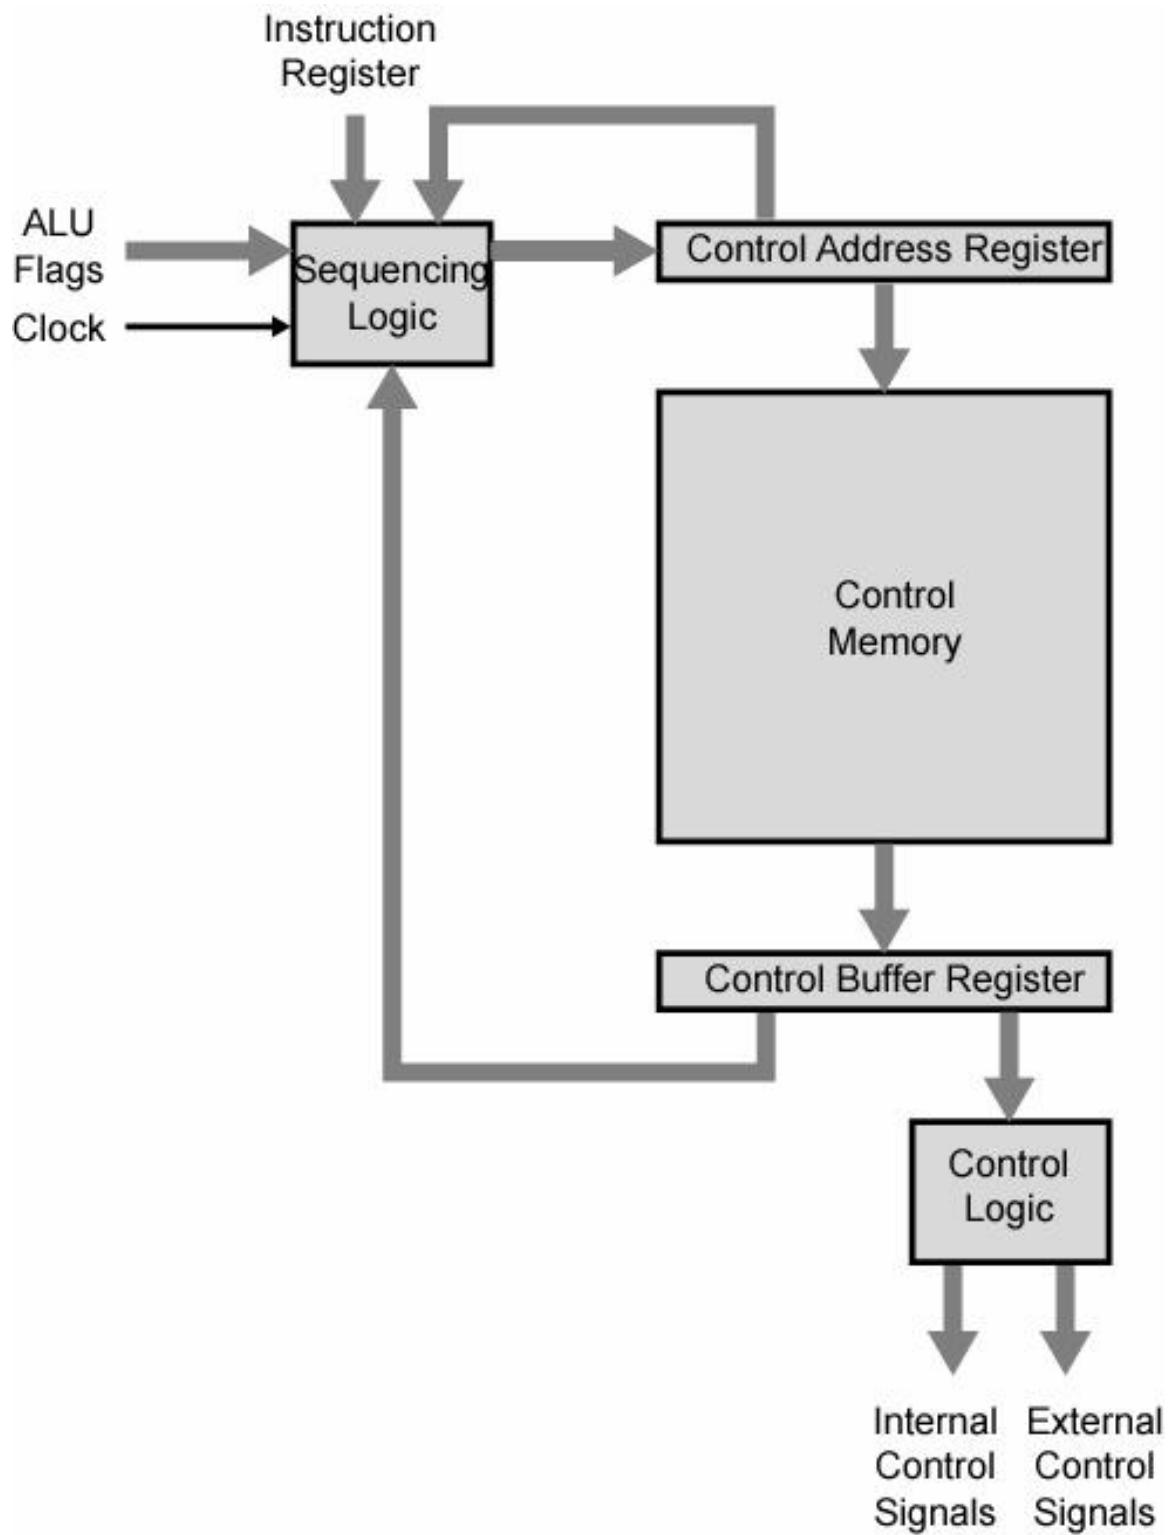 Instruction
Register
ALU
Flags
Clock
Sequencing
Logic
Control Address Register
Control
Memory
Control Buffer Register
Control
Logic
Internal
Control
Signals
External
Control
Signals